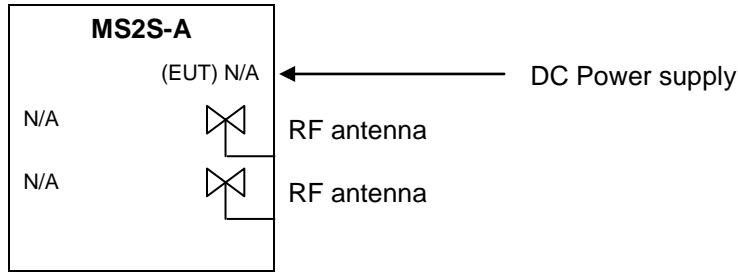 MS2S-A
(EUT) N/A
DC Power supply
N/A
RF antenna
N/A
RF antenna